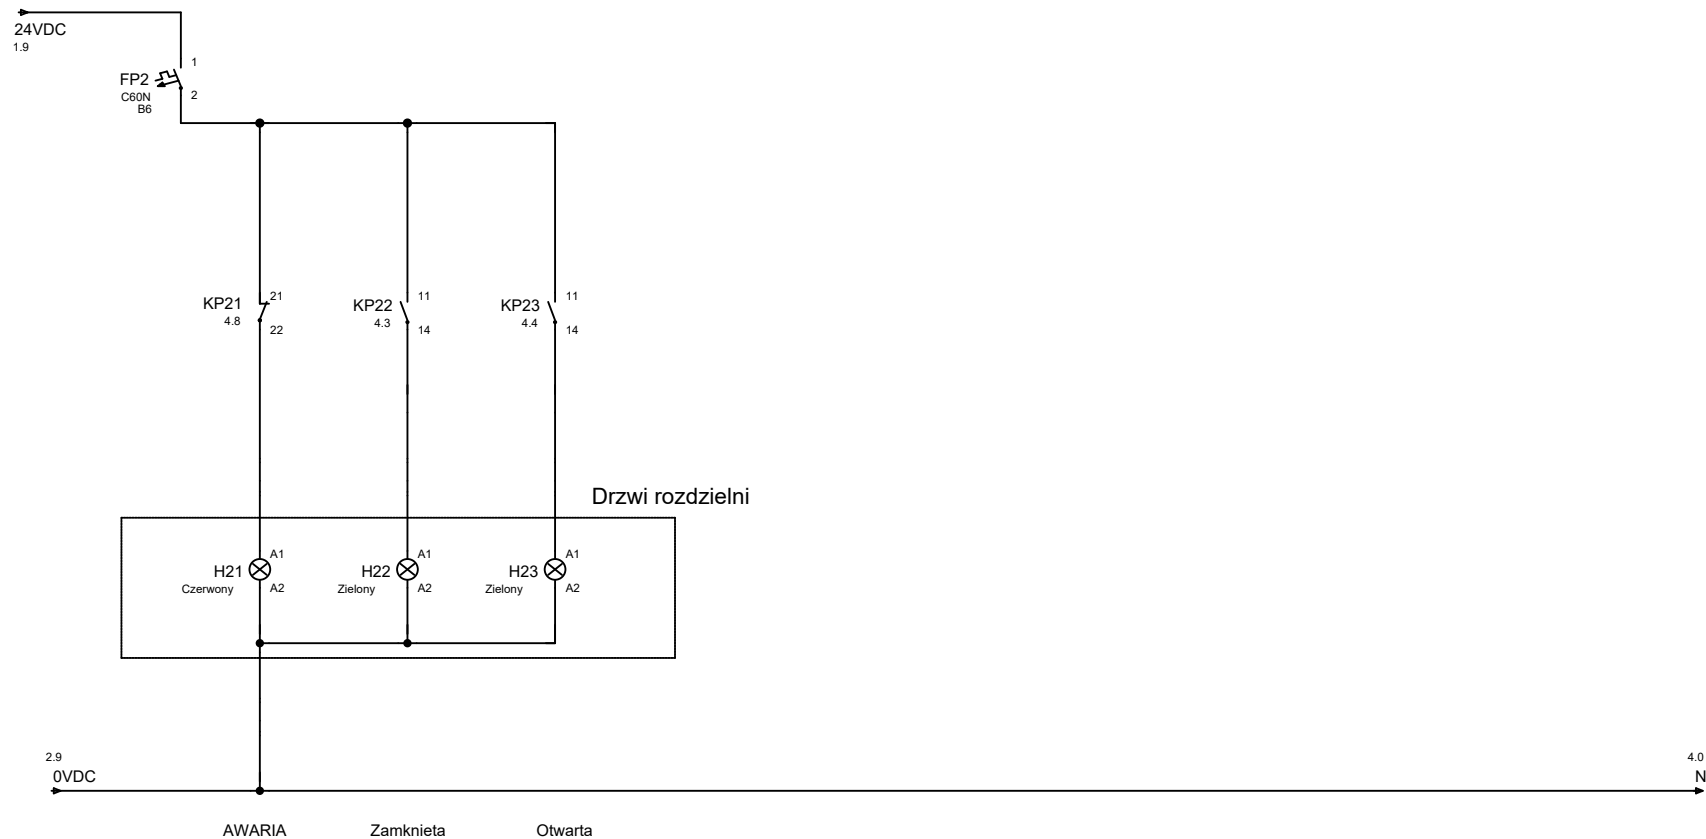 24VDC
1.9
1
FP2
C60N
B6
2
KP21
4.8
21
22
KP22
4.3
11
14
KP23
4.4
11
14
Drzwi rozdzielni
H21
Czerwony
A1
A2
H22
Zielony
A1
A2
H23
Zielony
A1
A2
2.9
0VDC
4.0
N
AWARIA
Zamknieta
Otwarta